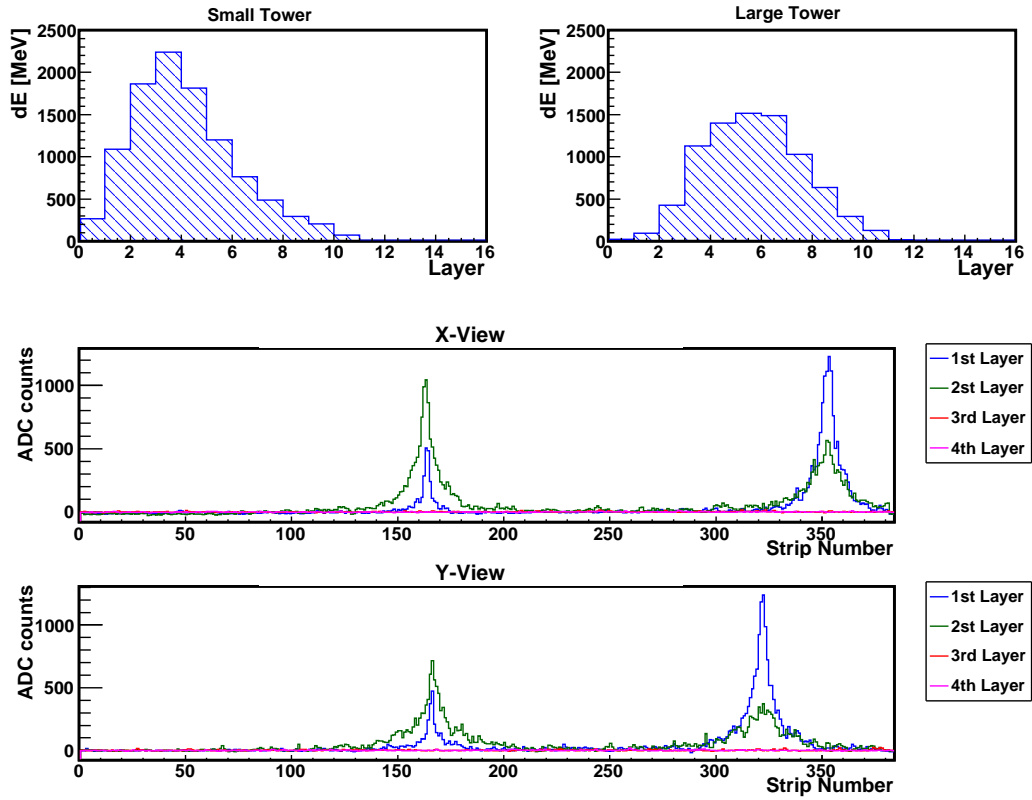 Small Tower
dE [MeV]
2500
2000
1500
1000
500
0
0 2 4 6 8 10 12 14 16
Layer
Large Tower
dE [MeV]
2500
2000
1500
1000
500
0
0 2 4 6 8 10 12 14 16
Layer
X-View
ADC counts
1000
500
0
0 50 100 150 200 250 300 350
Strip Number
1st Layer
2st Layer
3rd Layer
4th Layer
Y-View
ADC counts
1000
500
0
0 50 100 150 200 250 300 350
Strip Number
1st Layer
2st Layer
3rd Layer
4th Layer